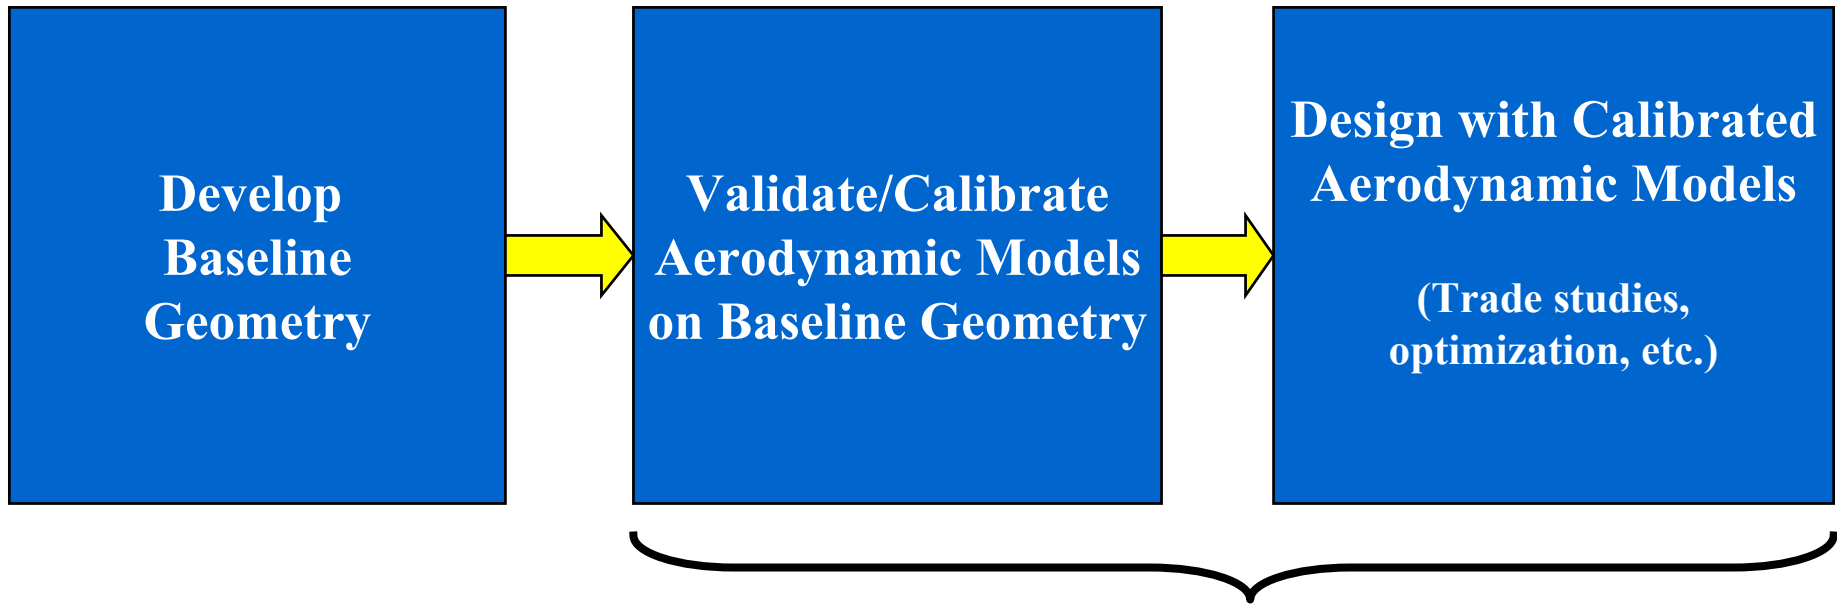 Develop
Baseline
Geometry
Validate/Calibrate
Aerodynamic Models
on Baseline Geometry
Design with Calibrated
Aerodynamic Models
(Trade studies,
optimization, etc.)